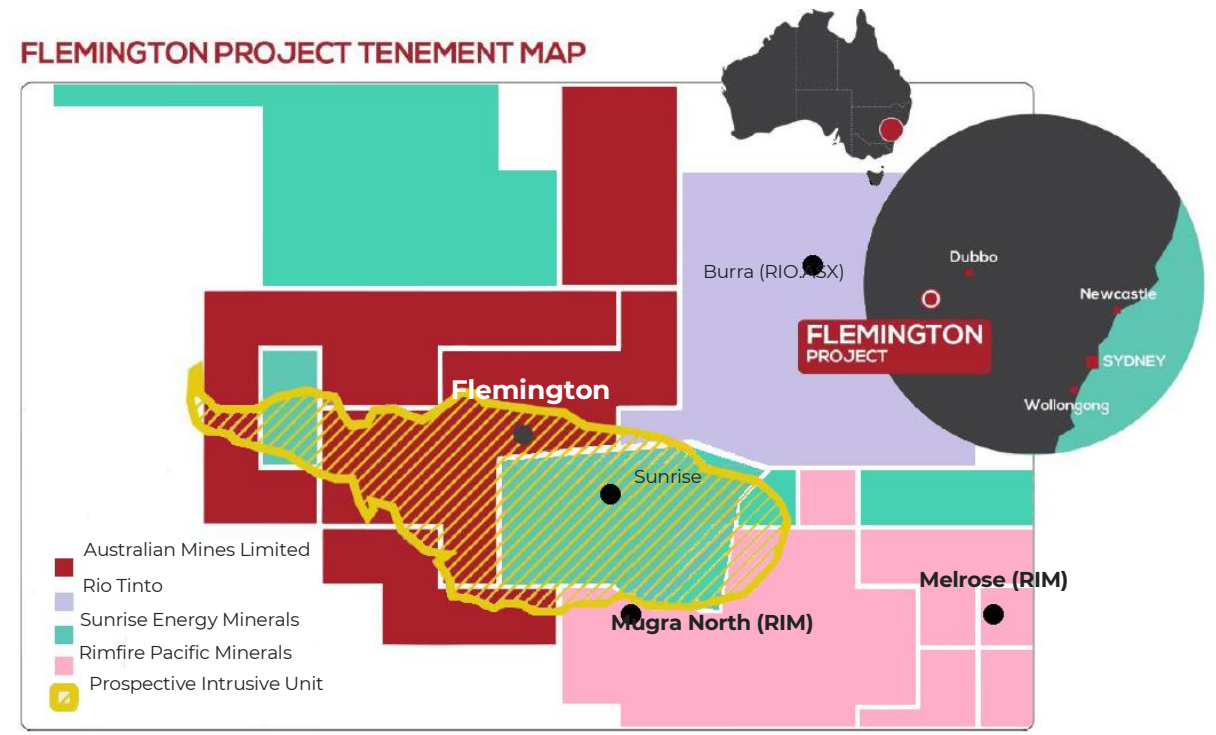 FLEMINGTON PROJECT TENEMENT MAP
Burra (RIO.ASX)
Dubbo
Newcastle
FLEMINGTON
PROJECT
SYDNEY
Wollongong
Flemington
Sunrise
Australian Mines Limited
Rio Tinto
Sunrise Energy Minerals
Rimfire Pacific Minerals
Prospective Intrusive Unit
Melrose (RIM)
Mugra North (RIM)